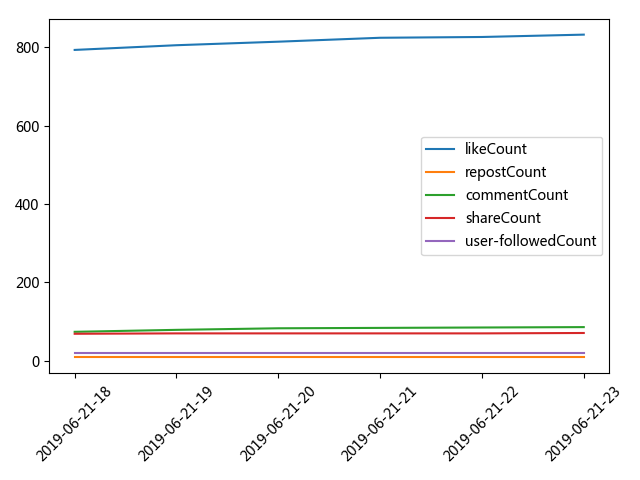 800
600
400
200
0
likeCount
repostCount
commentCount
shareCount
user-followedCount
2019-06-21-18
2019-06-21-19
2019-06-21-20
2019-06-21-21
2019-06-21-22
2019-06-21-23